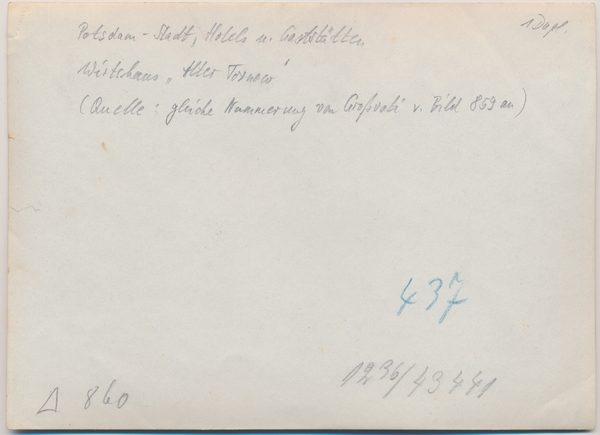 1 Dupl.
Potsdam-Stadt, Hotels u. Gaststätten
Wirtshaus "Alter Tornow"
(Quelle: gleiche Nummerung von Großvati v. Bild 859 an)
437
1236/43441
Δ 860